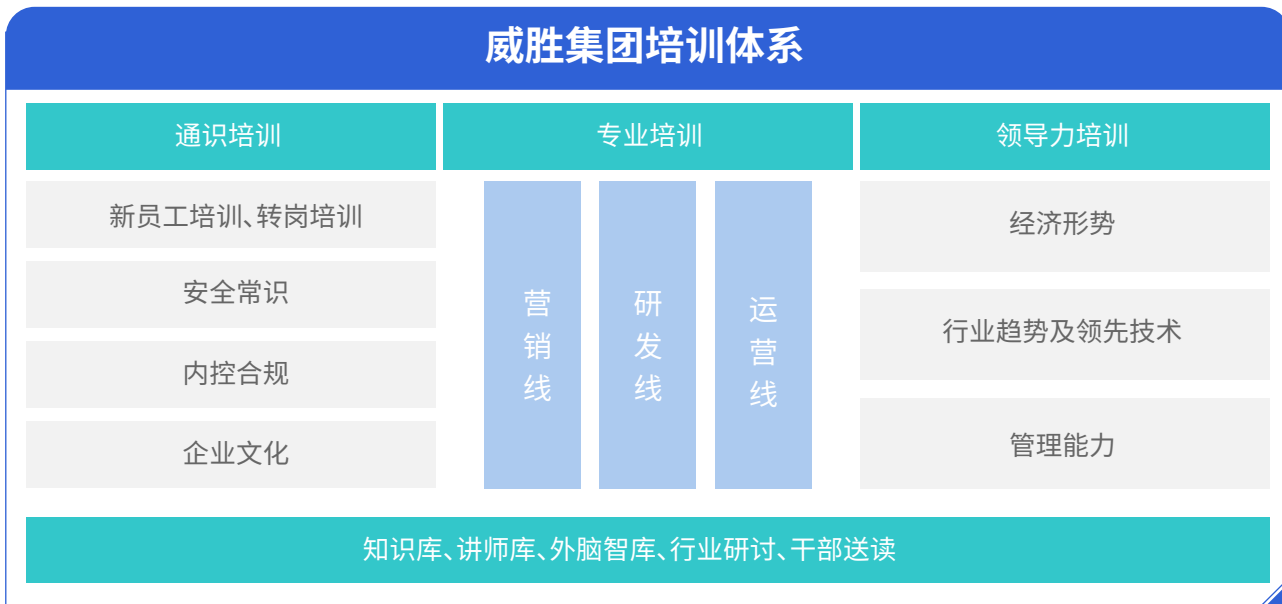 威胜集团培训体系
通识培训
专业培训
领导力培训
新员工培训、转岗培训
安全常识
内控合规
企业文化
营销线
研发线
运营线
经济形势
行业趋势及领先技术
管理能力
知识库、讲师库、外脑智库、行业研讨、干部送读